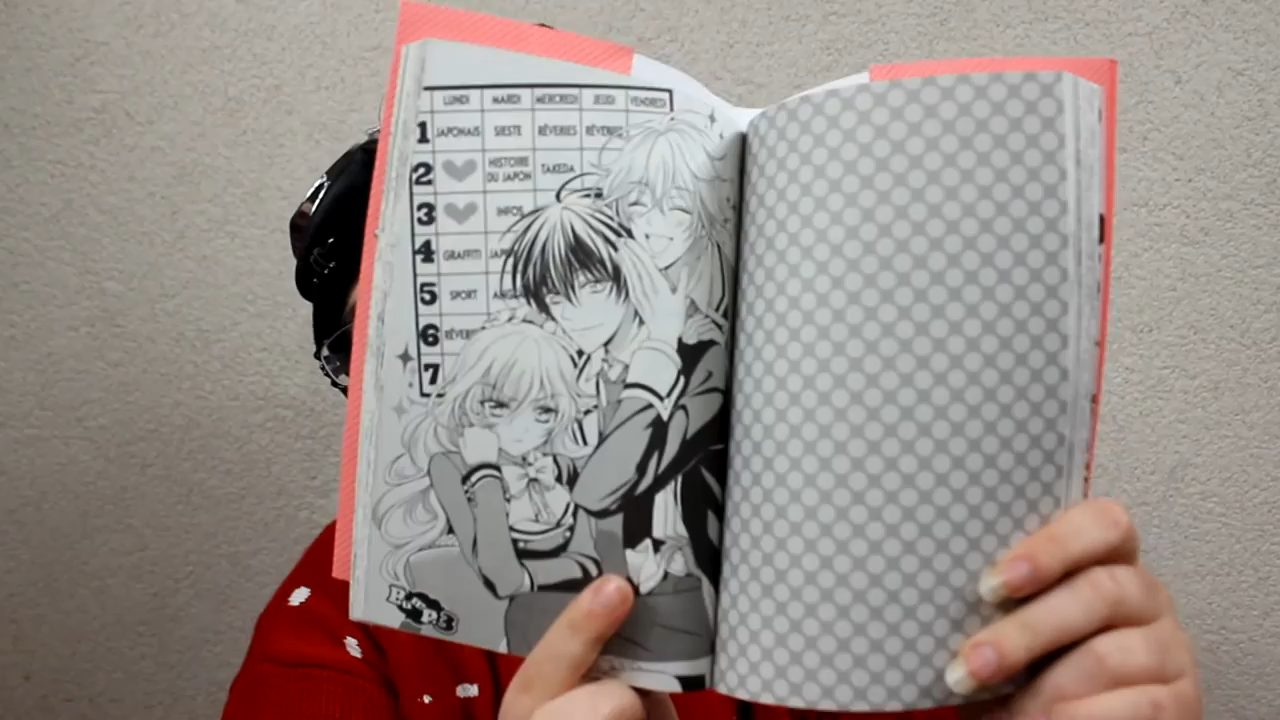 LUNDI MARDI MERCREDI JEUDI VENDREDI
1 JAPONAIS SIESTE RÊVERIES RÊVERIES
2 HISTOIRE DU JAPON TAKEDA
3 INFOS
4 GRAFFITI
5 SPORT
6
7